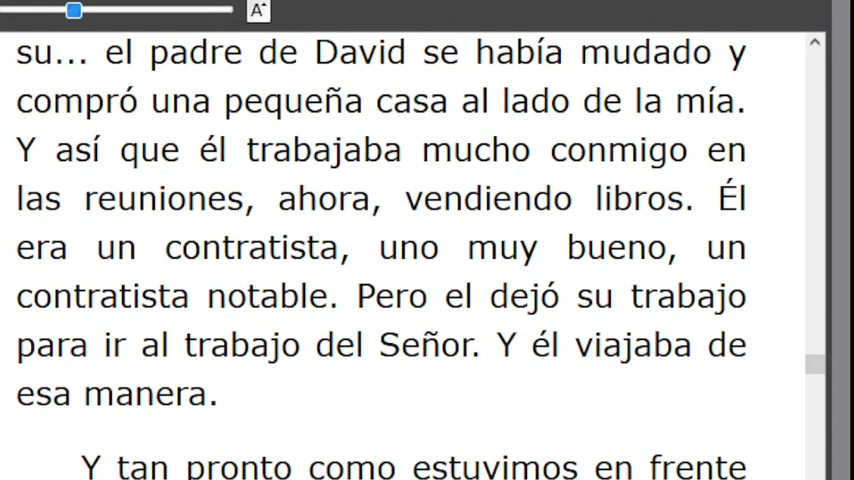 A
su... el padre de David se había mudado y
compró una pequeña casa al lado de la mía.
Y así que él trabajaba mucho conmigo en
las reuniones, ahora, vendiendo libros. Él
era un contratista, uno muy bueno, un
contratista notable. Pero el dejó su trabajo
para ir al trabajo del Señor. Y él viajaba de
esa manera.
Y tan pronto como estuvimos en frente